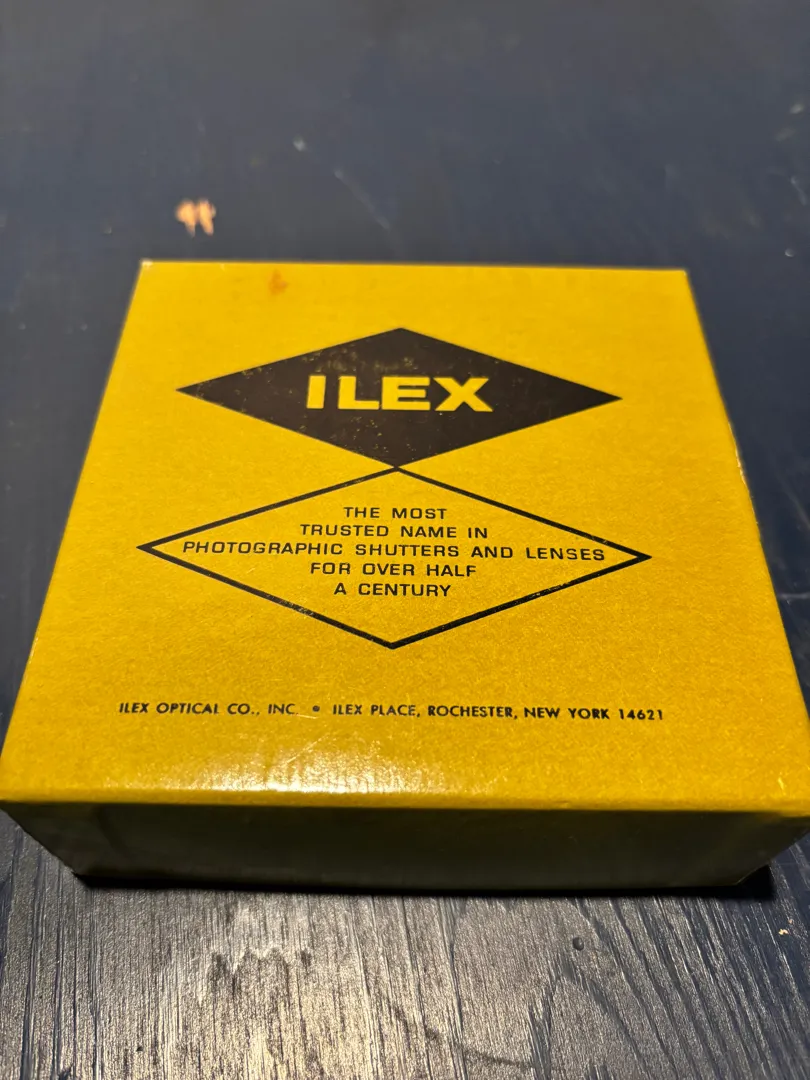 ILEX
THE MOST
TRUSTED NAME IN
PHOTOGRAPHIC SHUTTERS AND LENSES
FOR OVER HALF
A CENTURY
ILEX OPTICAL CO., INC. • ILEX PLACE, ROCHESTER, NEW YORK 14621